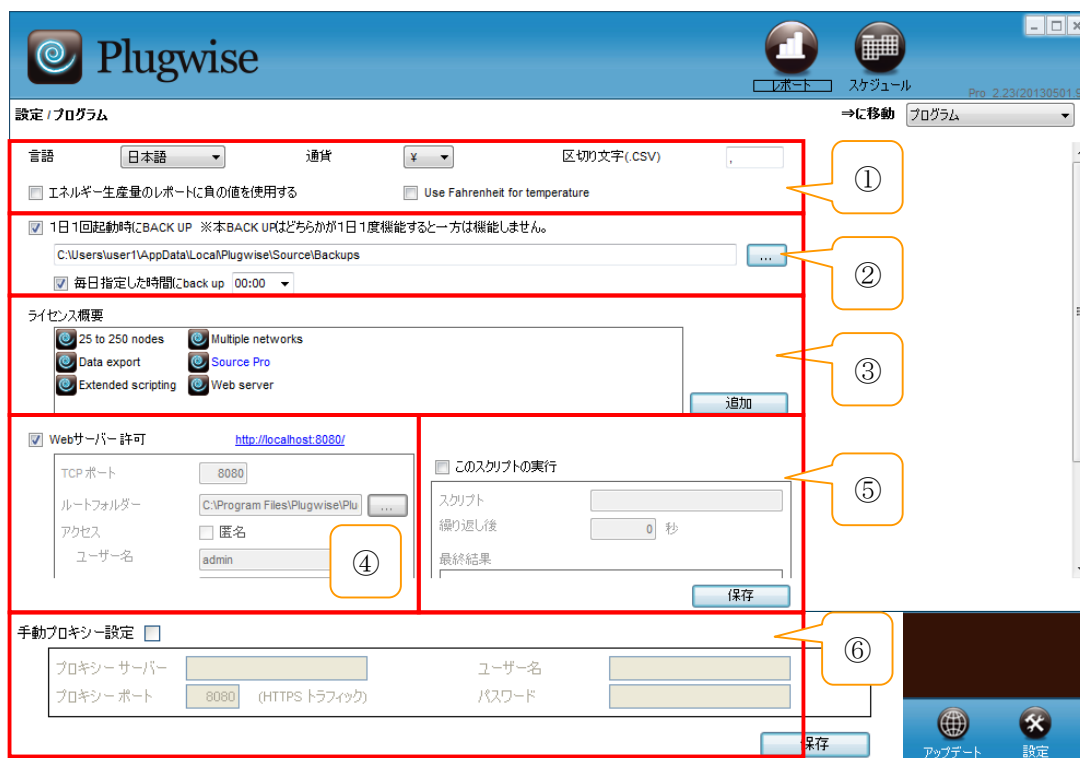 Plugwise
レポート
スケジュール
Pro 2.23(20130501.9
設定 / プログラム
⇒に移動 プログラム
言語 日本語 通貨 ¥ 区切り文字(.CSV) ,
エネルギー生産量のレポートに負の値を使用する Use Fahrenheit for temperature
①
1日1回起動時にBACK UP ※本BACK UPはどちらかが1日1度機能すると一方は機能しません。
C:\Users\user1\AppData\Local\Plugwise\Source\Backups ...
毎日指定した時間にback up 00:00
②
ライセンス概要
25 to 250 nodes Multiple networks
Data export Source Pro
Extended scripting Web server
③
追加
Webサーバー許可 http://localhost:8080/
TCP ポート 8080
ルートフォルダー C:\Program Files\Plugwise\Plu ...
アクセス 匿名
ユーザー名 admin
④
このスクリプトの実行
スクリプト
繰り返し後 0 秒
最終結果
⑤
保存
手動プロキシー設定
プロキシー サーバー ユーザー名
プロキシー ポート 8080 (HTTPS トラフィック) パスワード
⑥
保存
アップデート 設定